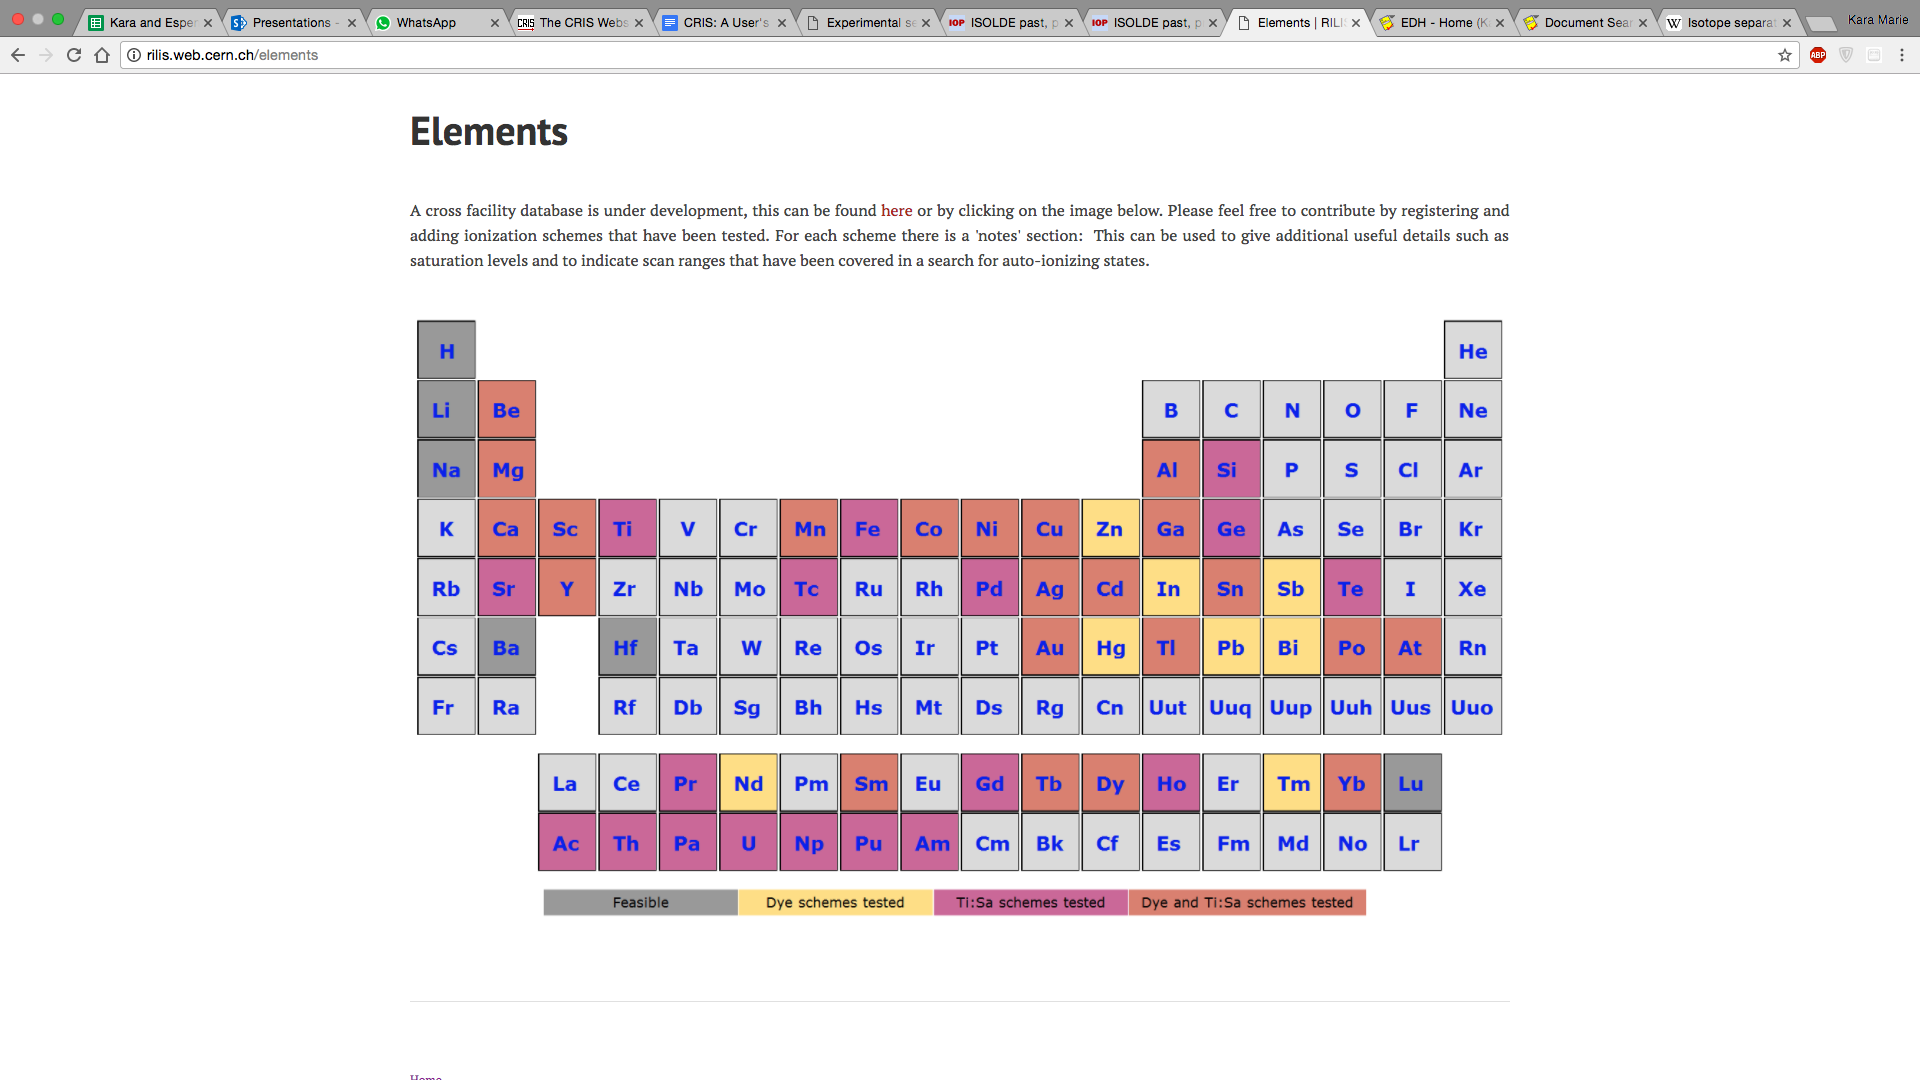 Kara and Esper
Presentations -
WhatsApp
CRIS The CRIS Webs
CRIS: A User's
Experimental se
IOP ISOLDE past, p
IOP ISOLDE past, p
Elements | RILI
EDH - Home (K
Document Sear
W Isotope separat
Kara Marie
rilis.web.cern.ch/elements
ABP
Elements
A cross facility database is under development, this can be found here or by clicking on the image below. Please feel free to contribute by registering and
adding ionization schemes that have been tested. For each scheme there is a 'notes' section: This can be used to give additional useful details such as
saturation levels and to indicate scan ranges that have been covered in a search for auto-ionizing states.
H He
Li Be B C N O F Ne
Na Mg Al Si P S Cl Ar
K Ca Sc Ti V Cr Mn Fe Co Ni Cu Zn Ga Ge As Se Br Kr
Rb Sr Y Zr Nb Mo Tc Ru Rh Pd Ag Cd In Sn Sb Te I Xe
Cs Ba Hf Ta W Re Os Ir Pt Au Hg Tl Pb Bi Po At Rn
Fr Ra Rf Db Sg Bh Hs Mt Ds Rg Cn Uut Uuq Uup Uuh Uus Uuo
La Ce Pr Nd Pm Sm Eu Gd Tb Dy Ho Er Tm Yb Lu
Ac Th Pa U Np Pu Am Cm Bk Cf Es Fm Md No Lr
Feasible Dye schemes tested Ti:Sa schemes tested Dye and Ti:Sa schemes tested
Home